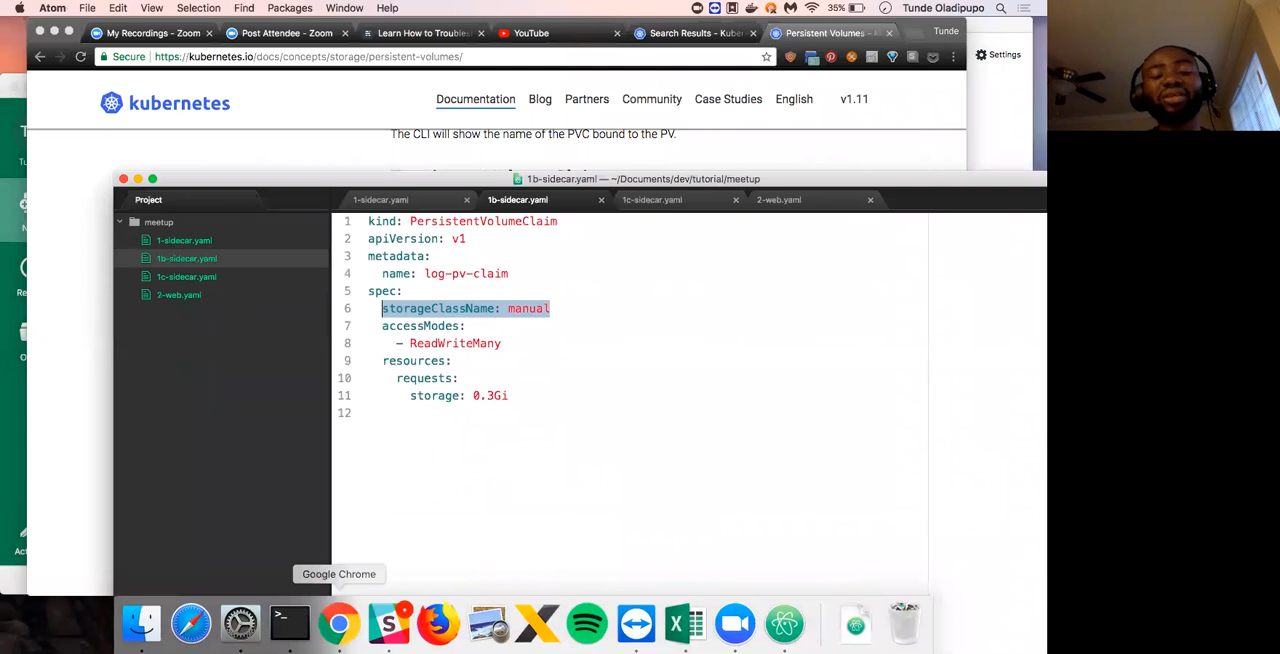 Atom File Edit View Selection Find Packages Window Help 35% Tunde Oladipupo
My Recordings - Zoom Post Attendee - Zoom Learn How to Troubles YouTube Search Results - Kuber Persistent Volumes - K Tunde
Secure https://kubernetes.io/docs/concepts/storage/persistent-volumes/
Settings
kubernetes Documentation Blog Partners Community Case Studies English v1.11
The CLI will show the name of the PVC bound to the PV.
1b-sidecar.yaml — ~/Documents/dev/tutorial/meetup
Project 1-sidecar.yaml 1b-sidecar.yaml 1c-sidecar.yaml 2-web.yaml
meetup
1-sidecar.yaml
1b-sidecar.yaml
1c-sidecar.yaml
2-web.yaml
1 kind: PersistentVolumeClaim
2 apiVersion: v1
3 metadata:
4 name: log-pv-claim
5 spec:
6 storageClassName: manual
7 accessModes:
8 - ReadWriteMany
9 resources:
10 requests:
11 storage: 0.3Gi
12
Google Chrome